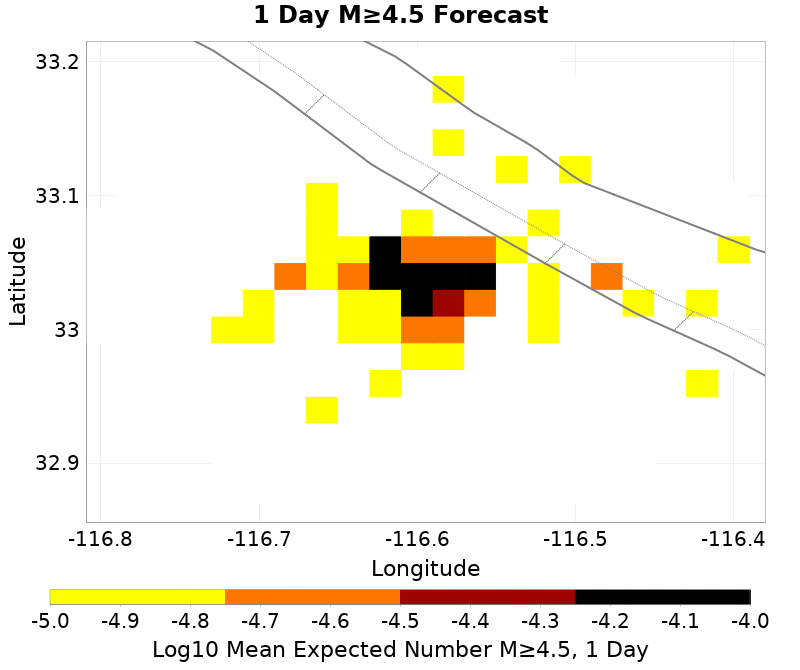 1 Day M≥4.5 Forecast
33.2
33.1
33
32.9
Latitude
-116.8 -116.7 -116.6 -116.5 -116.4
Longitude
-5.0 -4.9 -4.8 -4.7 -4.6 -4.5 -4.4 -4.3 -4.2 -4.1 -4.0
Log10 Mean Expected Number M≥4.5, 1 Day